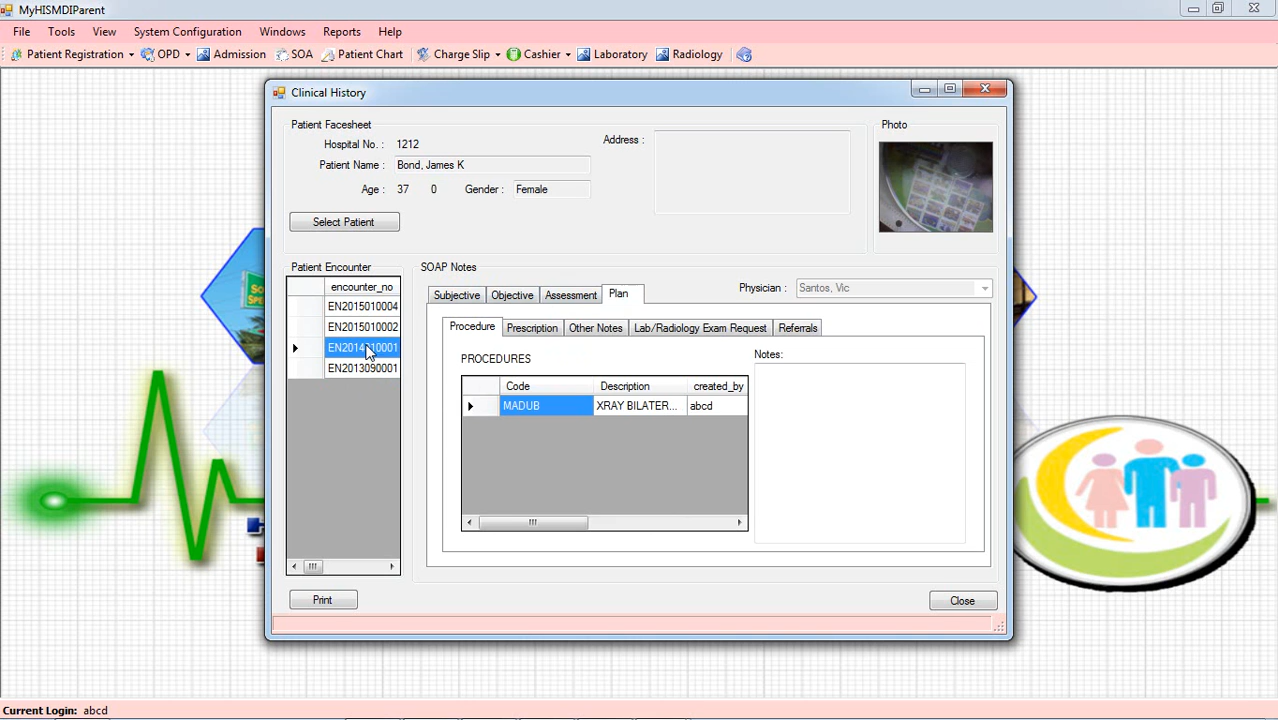 MyHISMDIParent
File Tools View System Configuration Windows Reports Help
Patient Registration OPD Admission SOA Patient Chart Charge Slip Cashier Laboratory Radiology
Clinical History
Patient Facesheet
Photo
Hospital No. : 1212
Address :
Patient Name : Bond, James K
Age : 37 0 Gender : Female
Select Patient
Patient Encounter
SOAP Notes
encounter_no
EN2015010004
EN2015010002
EN2013090001
Subjective Objective Assessment Plan
Physician : Santos, Vic
Procedure Prescription Other Notes Lab/Radiology Exam Request Referrals
PROCEDURES
Notes:
Code Description created_by
MADUB XRAY BILATER... abcd
Print
Close
Current Login: abcd